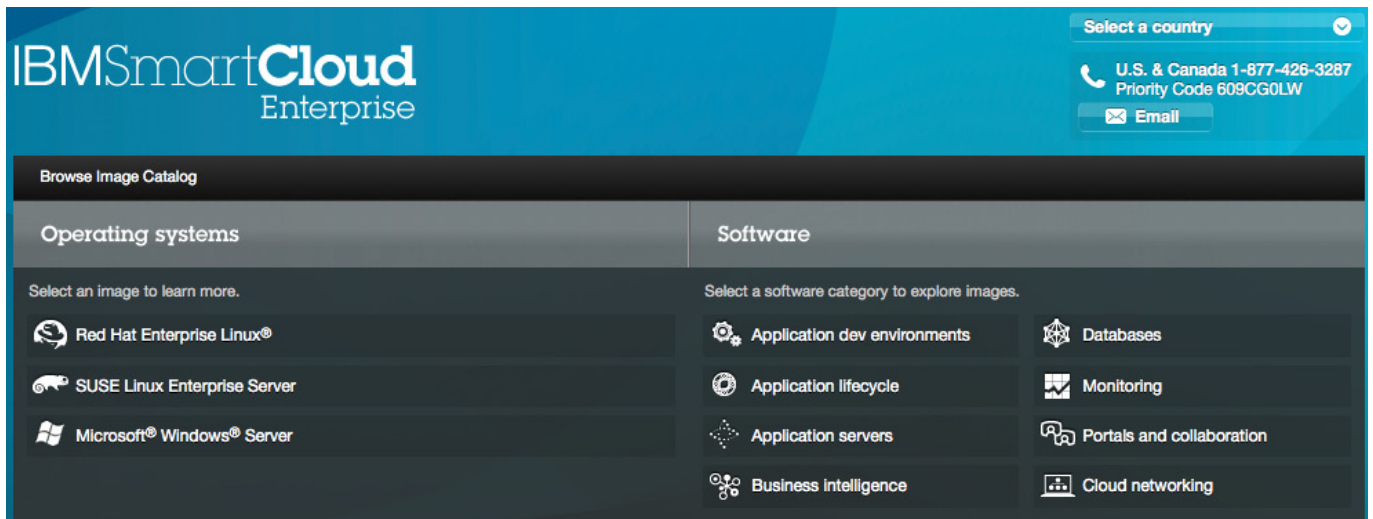 IBMSmartCloud
Enterprise
Select a country
U.S. & Canada 1-877-426-3287
Priority Code 609CG0LW
Email
Browse Image Catalog
Operating systems
Select an image to learn more.
Red Hat Enterprise Linux®
SUSE Linux Enterprise Server
Microsoft® Windows® Server
Software
Select a software category to explore images.
Application dev environments
Application lifecycle
Application servers
Business intelligence
Databases
Monitoring
Portals and collaboration
Cloud networking